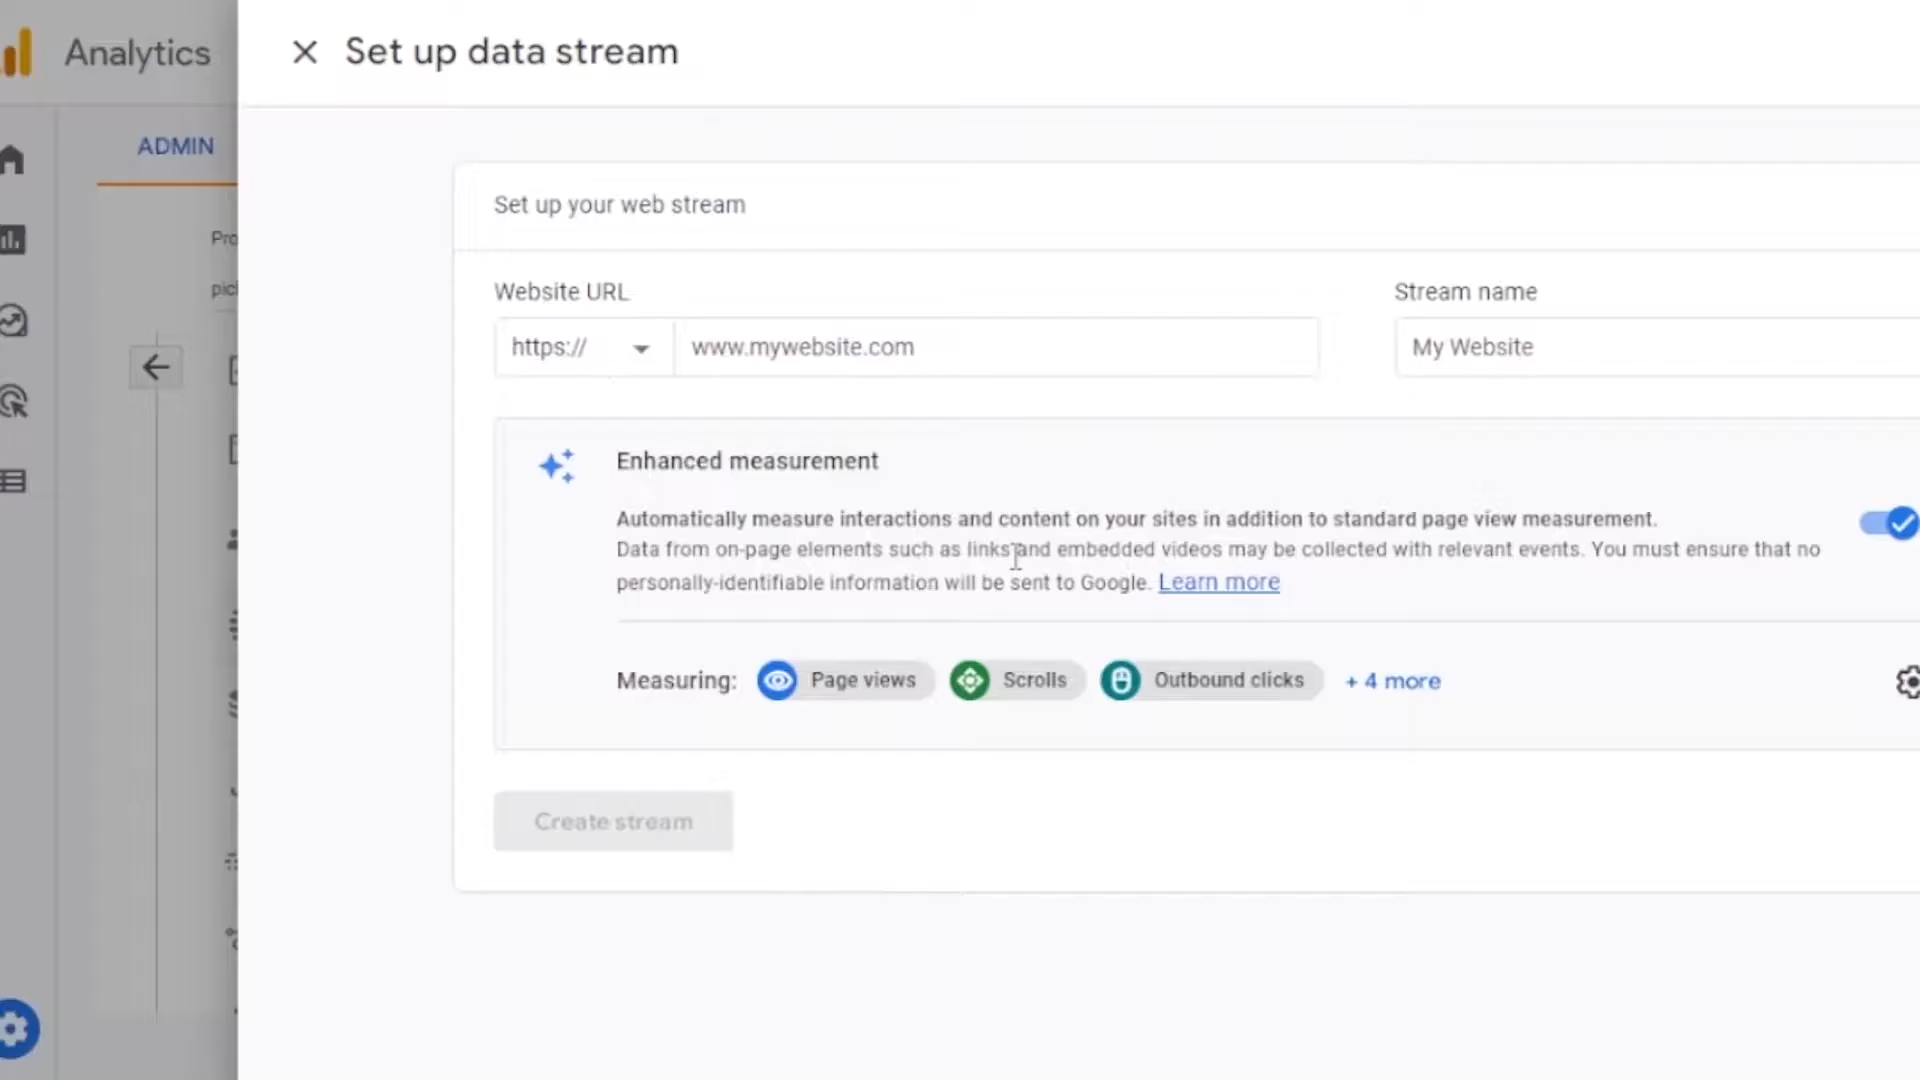 Analytics
Set up data stream
ADMIN
Set up your web stream
Website URL
Stream name
https://
www.mywebsite.com
My Website
Enhanced measurement
Automatically measure interactions and content on your sites in addition to standard page view measurement.
Data from on-page elements such as links and embedded videos may be collected with relevant events. You must ensure that no
personally-identifiable information will be sent to Google. Learn more
Measuring: Page views Scrolls Outbound clicks + 4 more
Create stream